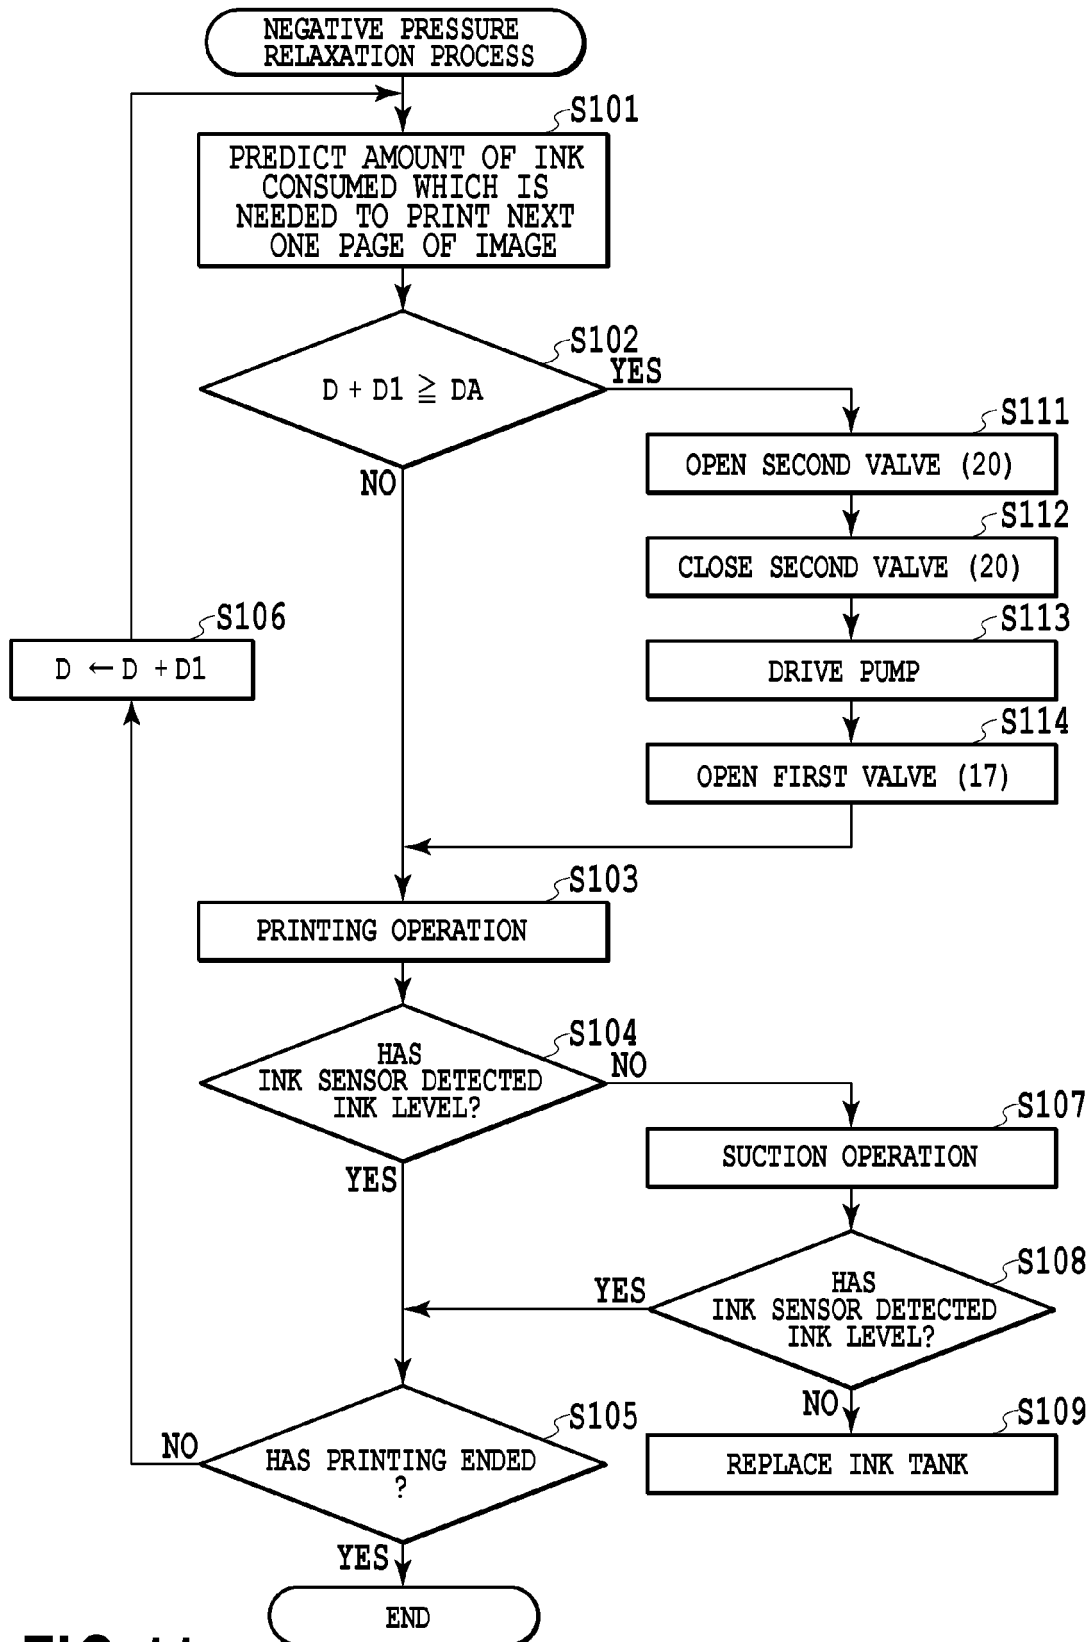 NEGATIVE PRESSURE
RELAXATION PROCESS
S101
PREDICT AMOUNT OF INK
CONSUMED WHICH IS
NEEDED TO PRINT NEXT
ONE PAGE OF IMAGE
S102
D + D1 ≧ DA
YES
NO
S111
OPEN SECOND VALVE (20)
S112
CLOSE SECOND VALVE (20)
S113
DRIVE PUMP
S114
OPEN FIRST VALVE (17)
S106
D ← D + D1
S103
PRINTING OPERATION
S104
HAS
INK SENSOR DETECTED
INK LEVEL?
NO
YES
S107
SUCTION OPERATION
S108
HAS
INK SENSOR DETECTED
INK LEVEL?
YES
NO
S109
REPLACE INK TANK
S105
HAS PRINTING ENDED
?
NO
YES
END